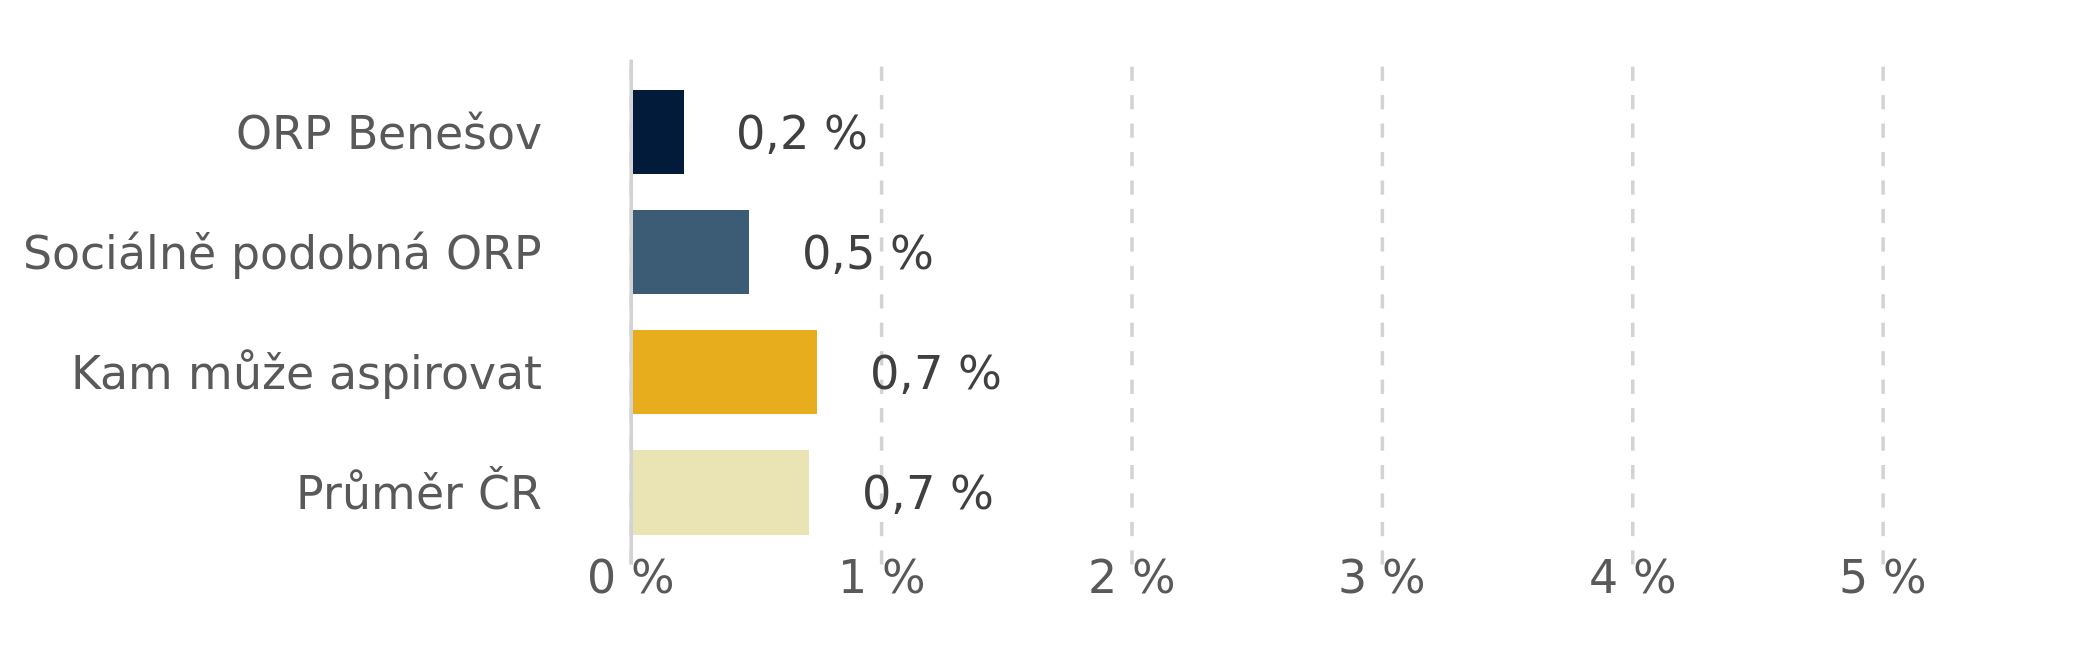 ORP Benešov 0,2 %
Sociálně podobná ORP 0,5 %
Kam může aspirovat 0,7 %
Průměr ČR 0,7 %
0 % 1 % 2 % 3 % 4 % 5 %